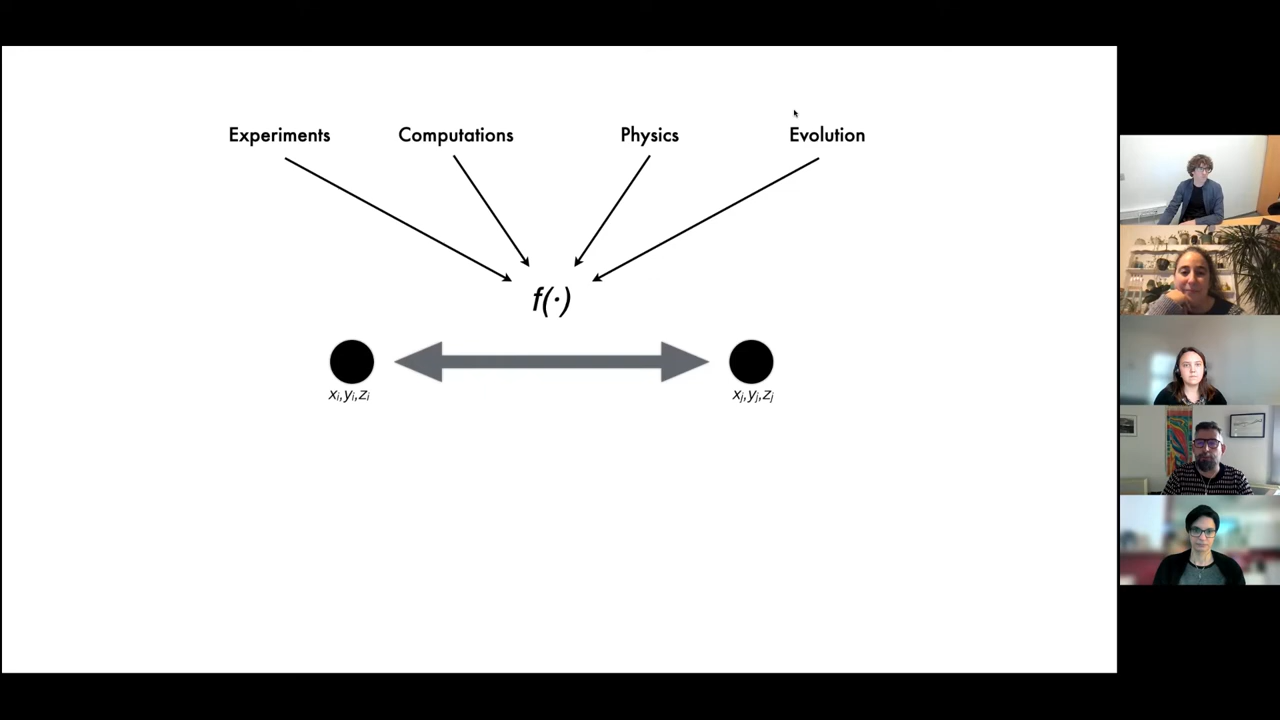 Experiments Computations Physics Evolution
f(·)
xᵢ,yᵢ,zᵢ xⱼ,yⱼ,zⱼ